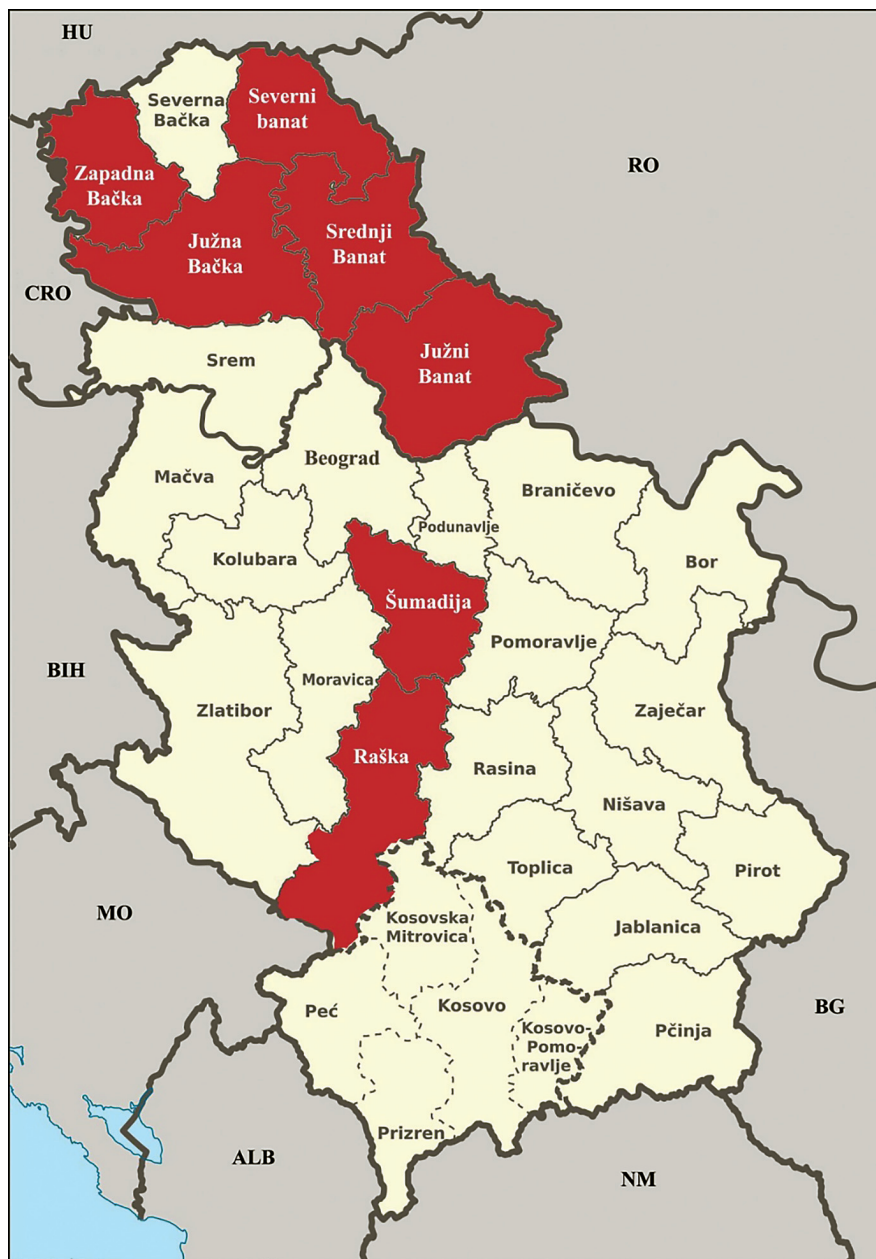 HU
Severna
Bačka
Severni
banat
RO
Zapadna
Bačka
Južna
Bačka
Srednji
Banat
CRO
Srem
Južni
Banat
Beograd
Mačva
Braničevo
Podunavlje
Kolubara
Bor
Šumadija
Pomoravlje
BIH
Moravica
Zlatibor
Zaječar
Raška
Rasina
Nišava
Toplica
Pirot
MO
Kosovska
Mitrovica
Jablanica
Peć
Kosovo
BG
Kosovo-
Pomo-
ravlje
Pčinja
Prizren
ALB
NM